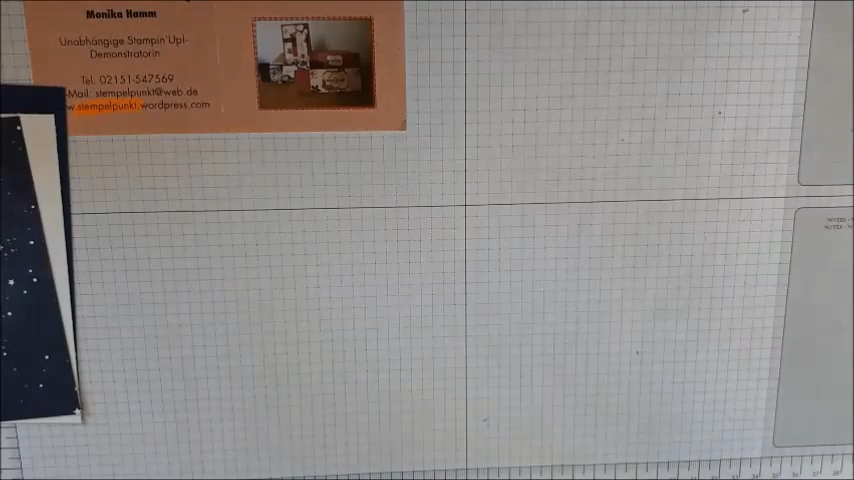 Monika Hamm
Unabhängige Stampin'Up!-
Demonstratorin
Tel: 02151-547569
-Mail: stempelpunkt@web.de
w.stempelpunkt.wordpress.com